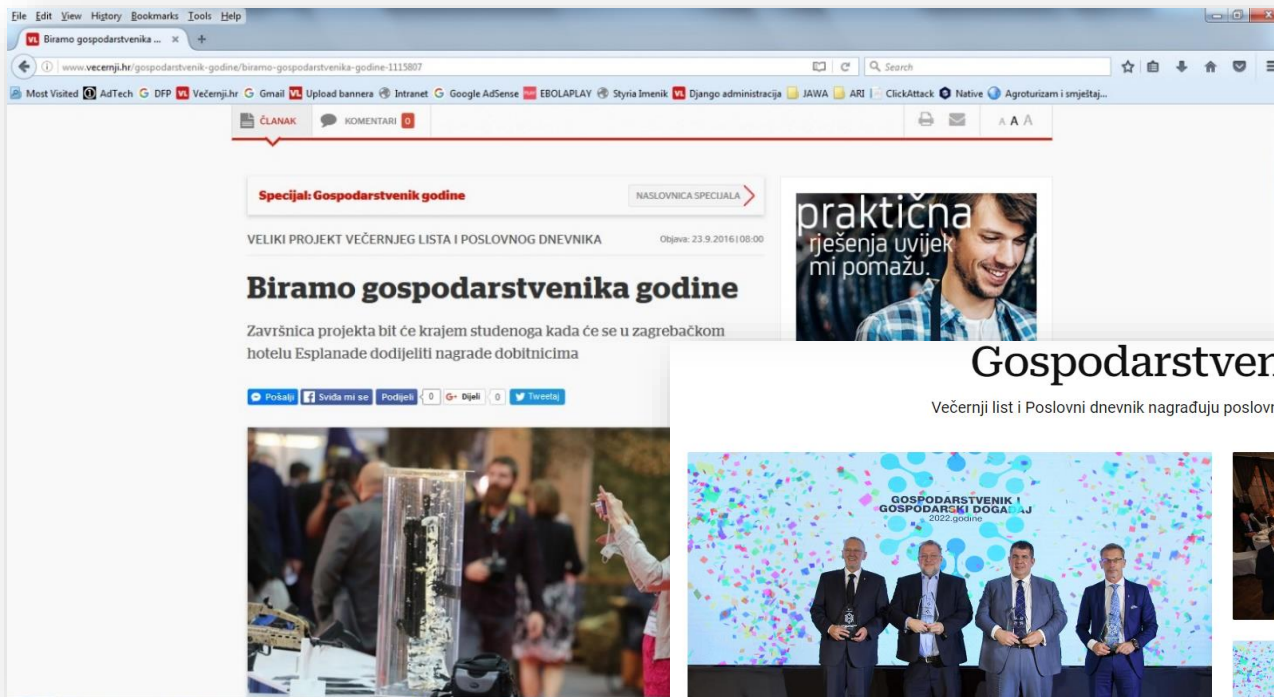 File Edit View History Bookmarks Tools Help
VL Biramo gospodarstvenika ... × +
www.vecernji.hr/gospodarstvenik-godine/biramo-gospodarstvenika-godine-1115807
Search
Most Visited AdTech G DFP VL Večernji.hr G Gmail VL Upload bannera Intranet G Google AdSense EBOLAPLAY Styria Imenik VL Django administracija JAWA ARI ClickAttack Native Agroturizam i smještaj...
ČLANAK KOMENTARI 0
A A A
Specijal: Gospodarstvenik godine
NASLOVNICA SPECIJALA
VELIKI PROJEKT VEČERNJEG LISTA I POSLOVNOG DNEVNIKA
Objava: 23.9.2016 | 08:00
Biramo gospodarstvenika godine
Završnica projekta bit će krajem studenoga kada će se u zagrebačkom
hotelu Esplanade dodijeliti nagrade dobitnicima
Pošalji Sviđa mi se Podijeli 0 G+ Dijeli 0 Tweetaj
praktična
rješenja uvijek
mi pomažu.
Gospodarstven
Večernji list i Poslovni dnevnik nagrađuju poslovn
GOSPODARSTVENIK I
GOSPODARSKI DOGAĐAJ
2022.godine